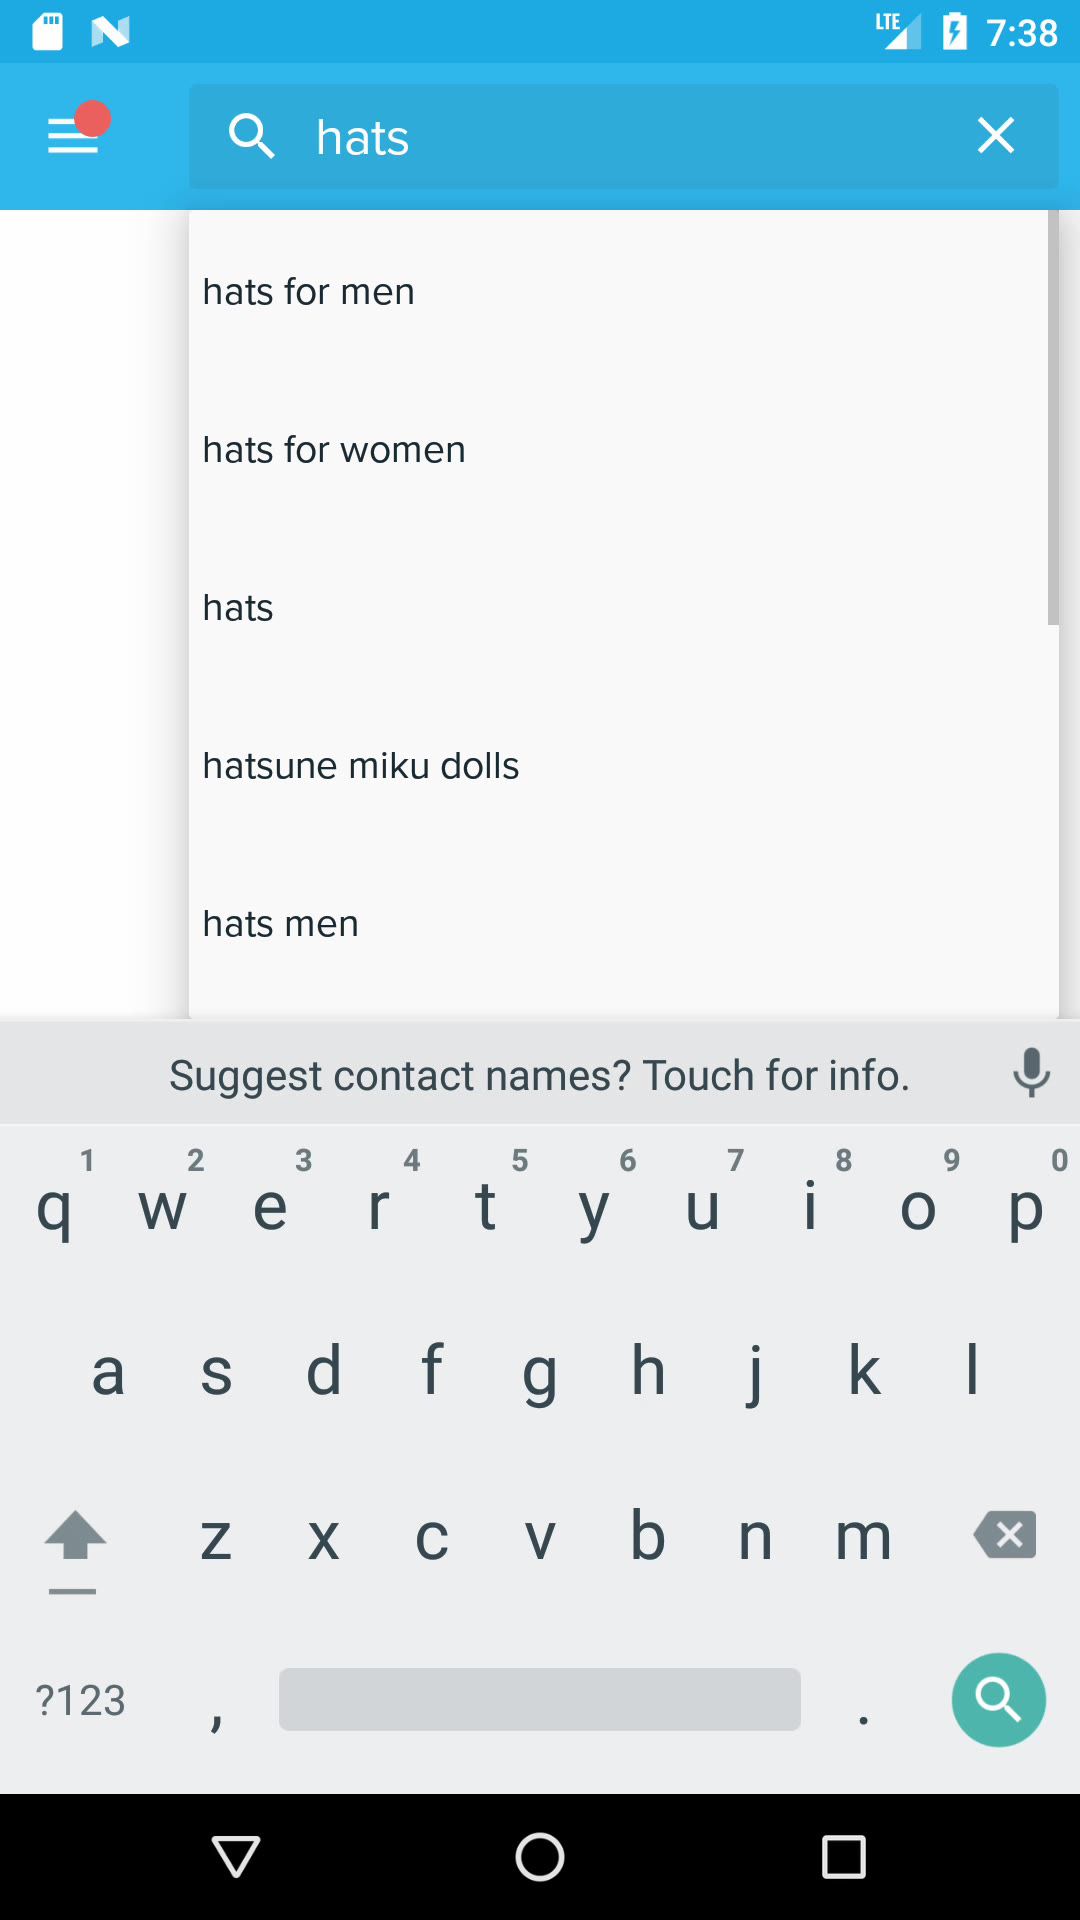 LTE 7:38
hats
hats for men
hats for women
hats
hatsune miku dolls
hats men
Suggest contact names? Touch for info.
1 2 3 4 5 6 7 8 9 0
q w e r t y u i o p
a s d f g h j k l
z x c v b n m
?123 , .